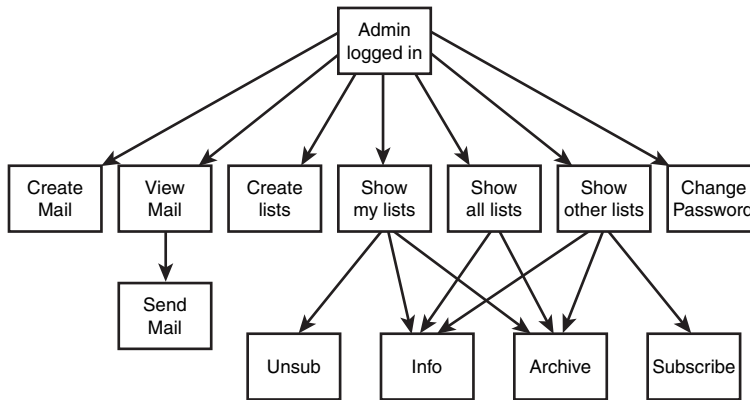 Admin
logged in
Create
Mail
View
Mail
Create
lists
Show
my lists
Show
all lists
Show
other lists
Change
Password
Send
Mail
Unsub
Info
Archive
Subscribe